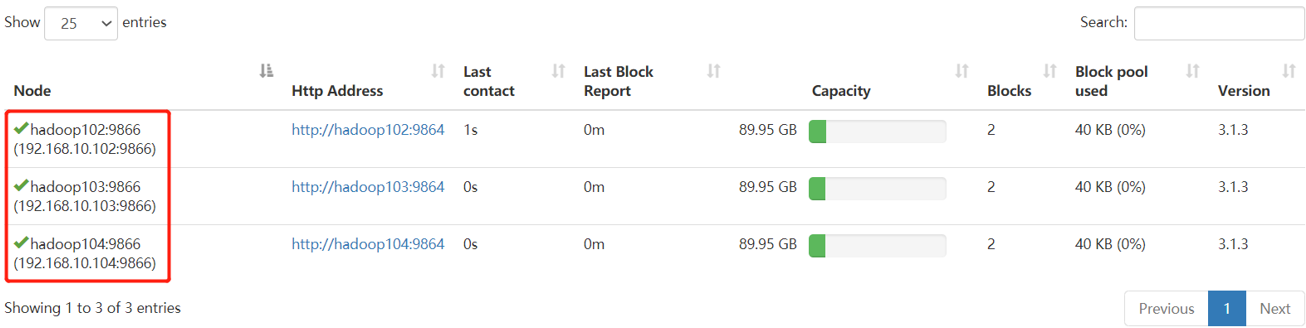 Show 25 entries Search:
Node Http Address Last contact Last Block Report Capacity Blocks Block pool used Version
hadoop102:9866 http://hadoop102:9864 1s 0m 89.95 GB 2 40 KB (0%) 3.1.3
(192.168.10.102:9866)
hadoop103:9866 http://hadoop103:9864 0s 0m 89.95 GB 2 40 KB (0%) 3.1.3
(192.168.10.103:9866)
hadoop104:9866 http://hadoop104:9864 0s 0m 89.95 GB 2 40 KB (0%) 3.1.3
(192.168.10.104:9866)
Showing 1 to 3 of 3 entries Previous 1 Next